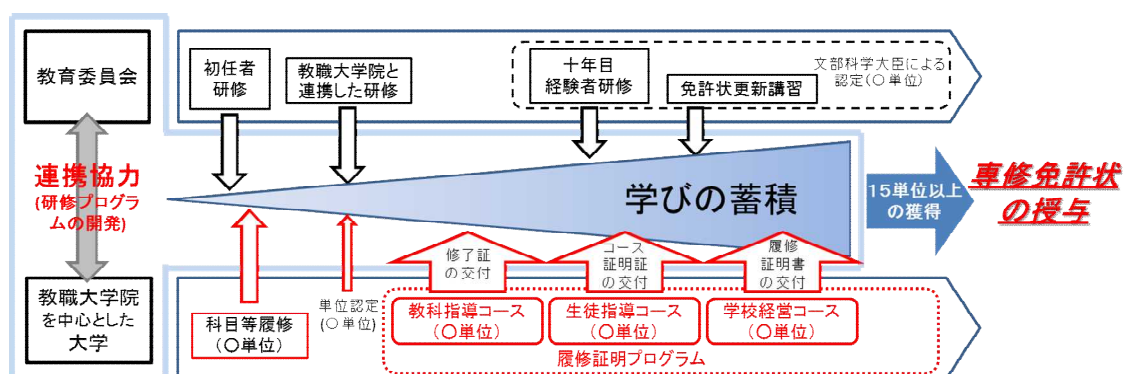 教育委員会
連携協力
(研修プログラ
ムの開発)
教職大学院
を中心とした
大学
初任者
研修
教職大学院と
連携した研修
十年目
経験者研修
免許状更新講習
文部科学大臣による
認定(○単位)
学びの蓄積
15単位以上
の獲得
専修免許状
の授与
科目等履修
(○単位)
単位認定
(○単位)
修了証
の交付
教科指導コース
(○単位)
コース
証明証
の交付
生徒指導コース
(○単位)
履修
証明書
の交付
学校経営コース
(○単位)
履修証明プログラム